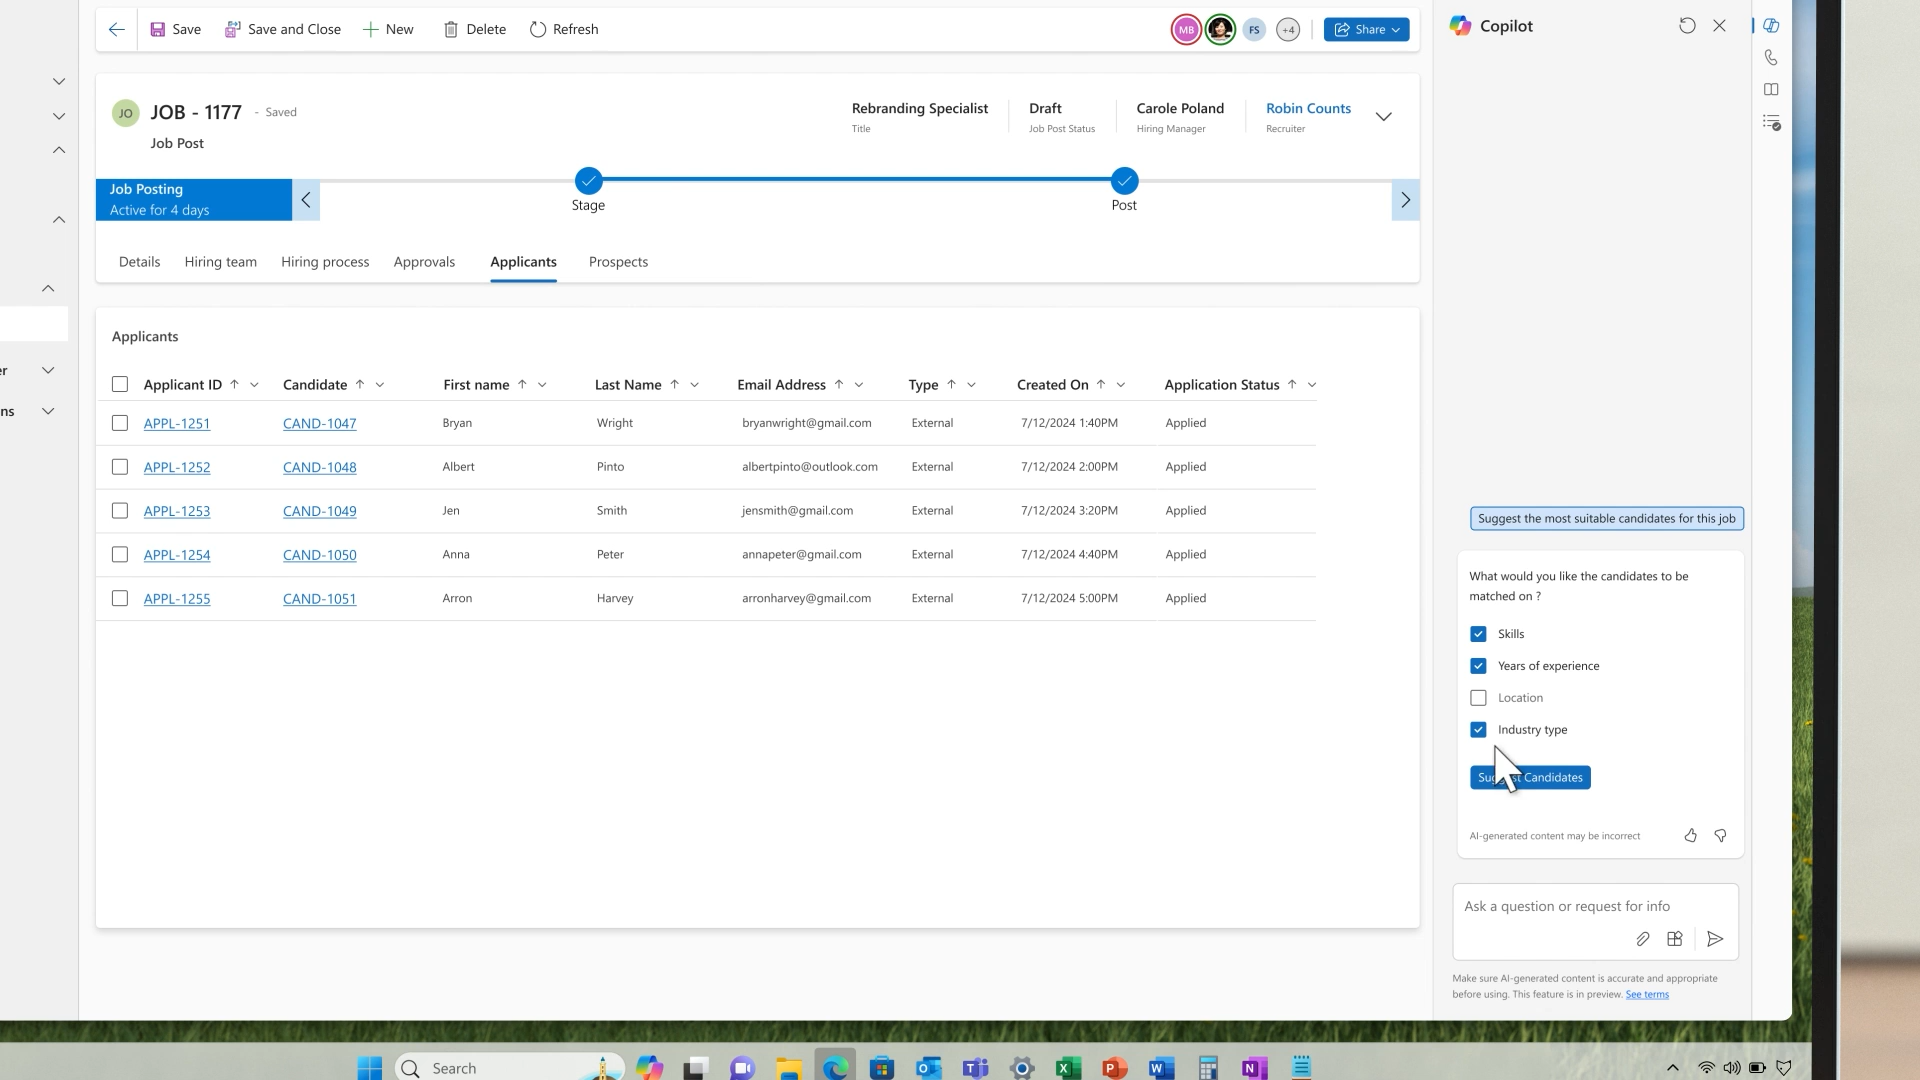 Save
Save and Close
New
Delete
Refresh
MB
FS
+4
Share
Copilot
JO
JOB - 1177
- Saved
Job Post
Rebranding Specialist
Title
Draft
Job Post Status
Carole Poland
Hiring Manager
Robin Counts
Recruiter
Job Posting
Active for 4 days
Stage
Post
Details
Hiring team
Hiring process
Approvals
Applicants
Prospects
er
ns
Applicants
Applicant ID Candidate First name Last Name Email Address Type Created On Application Status
APPL-1251 CAND-1047 Bryan Wright bryanwright@gmail.com External 7/12/2024 1:40PM Applied
APPL-1252 CAND-1048 Albert Pinto albertpinto@outlook.com External 7/12/2024 2:00PM Applied
APPL-1253 CAND-1049 Jen Smith jensmith@gmail.com External 7/12/2024 3:20PM Applied
APPL-1254 CAND-1050 Anna Peter annapeter@gmail.com External 7/12/2024 4:40PM Applied
APPL-1255 CAND-1051 Arron Harvey arronharvey@gmail.com External 7/12/2024 5:00PM Applied
Suggest the most suitable candidates for this job
What would you like the candidates to be
matched on ?
Skills
Years of experience
Location
Industry type
Candidates
AI-generated content may be incorrect
Ask a question or request for info
Make sure AI-generated content is accurate and appropriate
before using. This feature is in preview. See terms
Search